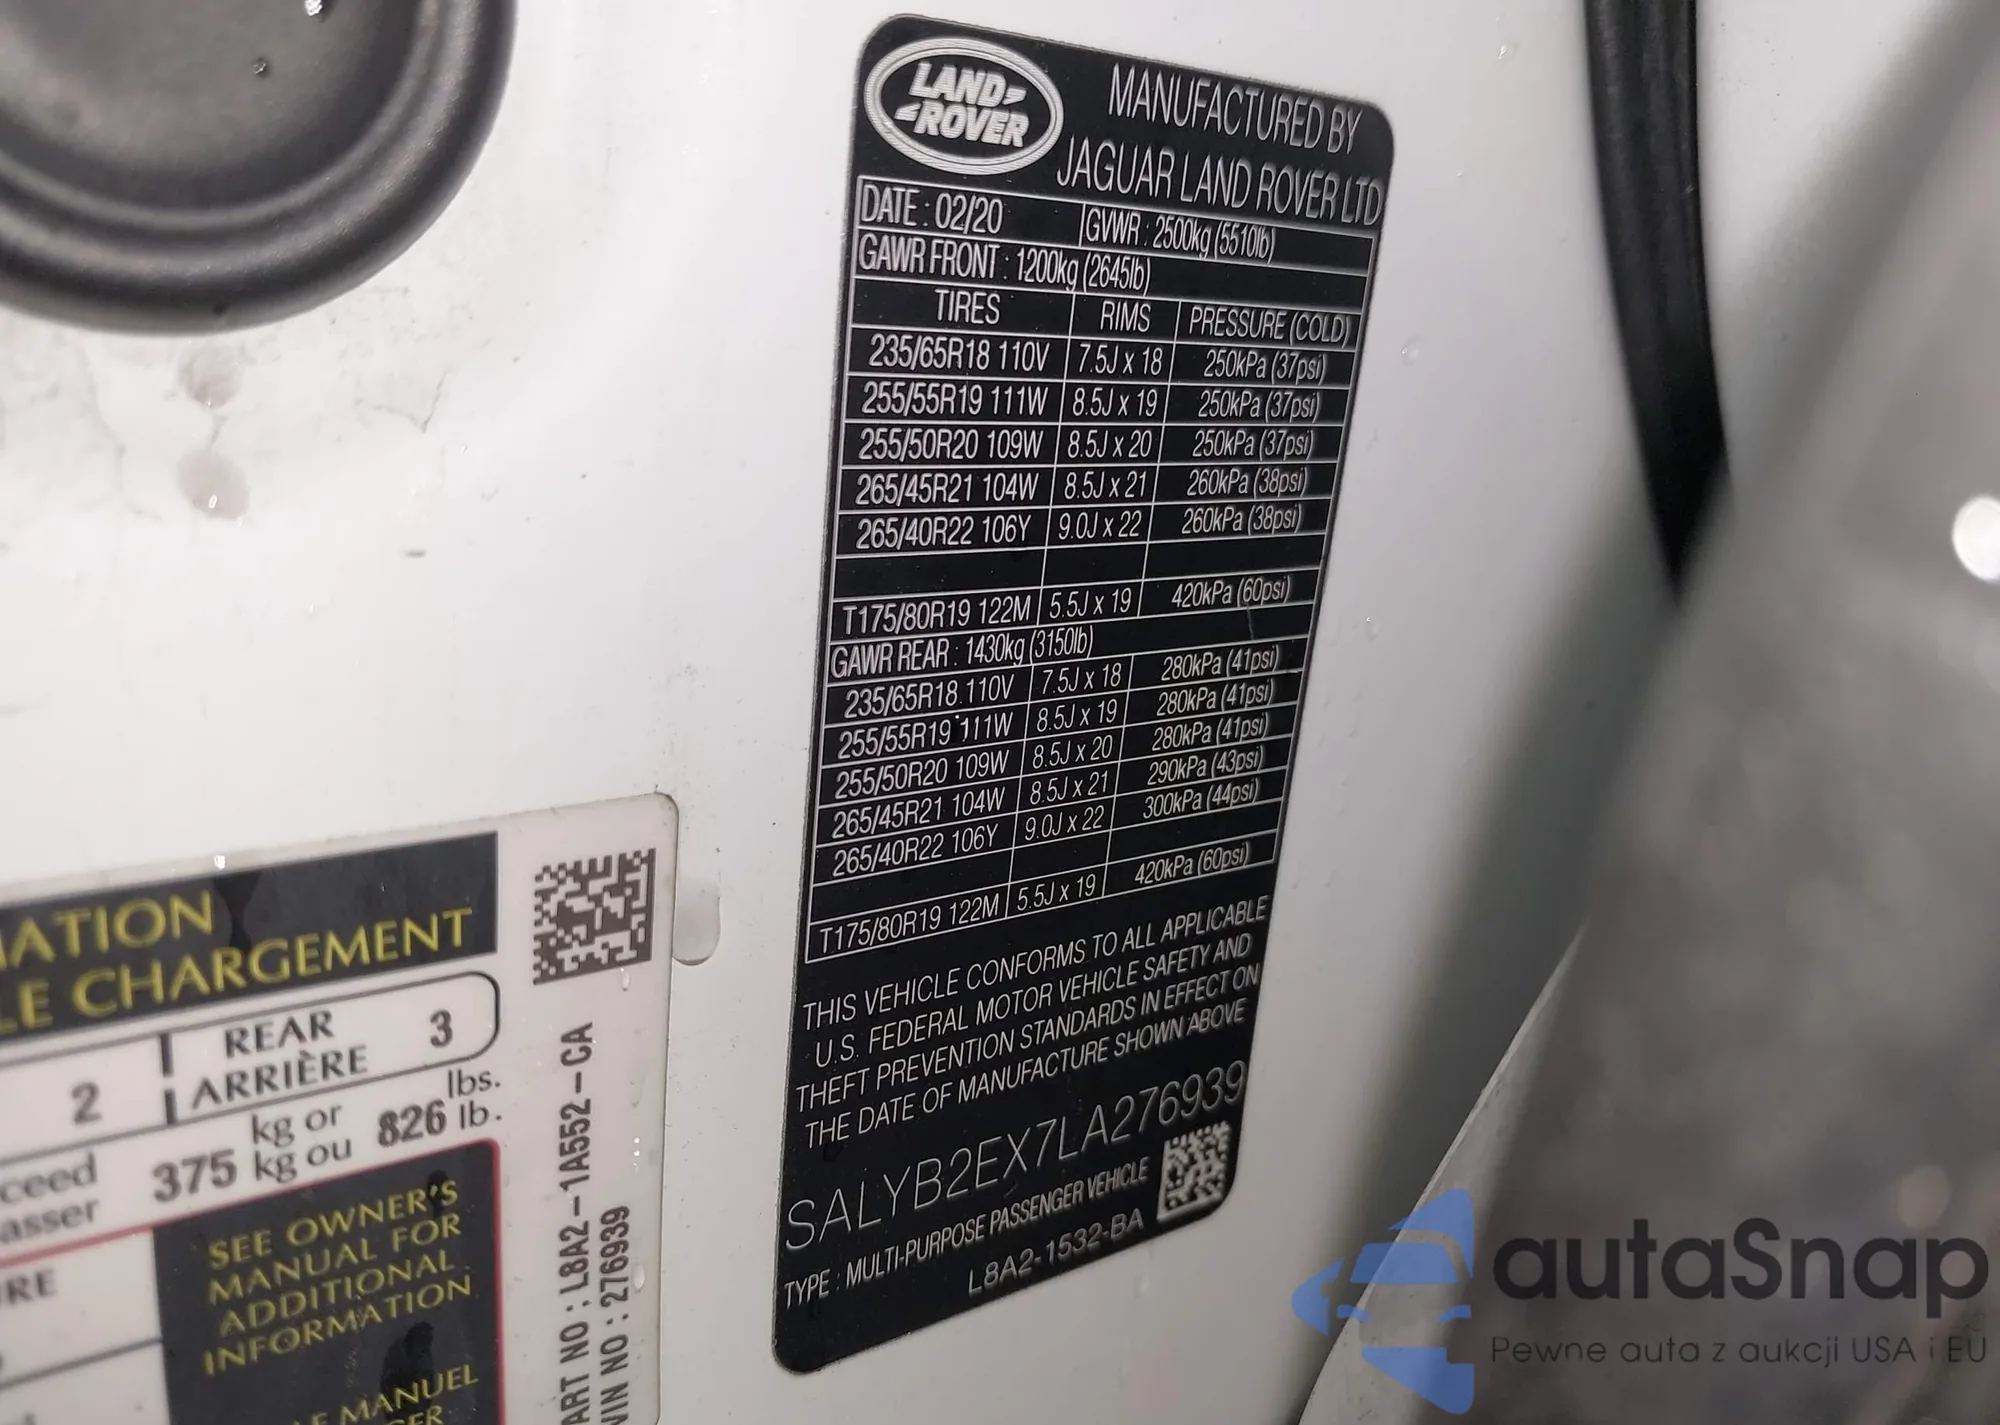 LAND
ROVER
MANUFACTURED BY
JAGUAR LAND ROVER LTD
DATE : 02/20 GVWR : 2500kg (5510lb)
GAWR FRONT : 1200kg (2645lb)
TIRES RIMS PRESSURE (COLD)
235/65R18 110V 7.5J x 18 250kPa (37psi)
255/55R19 111W 8.5J x 19 250kPa (37psi)
255/50R20 109W 8.5J x 20 250kPa (37psi)
265/45R21 104W 8.5J x 21 260kPa (38psi)
265/40R22 106Y 9.0J x 22 260kPa (38psi)
T175/80R19 122M 5.5J x 19 420kPa (60psi)
GAWR REAR : 1430kg (3150lb)
235/65R18 110V 7.5J x 18 280kPa (41psi)
255/55R19 111W 8.5J x 19 280kPa (41psi)
255/50R20 109W 8.5J x 20 280kPa (41psi)
265/45R21 104W 8.5J x 21 290kPa (43psi)
265/40R22 106Y 9.0J x 22 300kPa (44psi)
T175/80R19 122M 5.5J x 19 420kPa (60psi)
THIS VEHICLE CONFORMS TO ALL APPLICABLE
U.S. FEDERAL MOTOR VEHICLE SAFETY AND
THEFT PREVENTION STANDARDS IN EFFECT ON
THE DATE OF MANUFACTURE SHOWN ABOVE
SALYB2EX7LA276939
TYPE : MULTI-PURPOSE PASSENGER VEHICLE
L8A2-1532-BA
MATION
LE CHARGEMENT
2 REAR 3
ARRIÈRE
ceed 375 kg or 826 lbs.
asser kg ou lb.
SEE OWNER'S
MANUAL FOR
ADDITIONAL
INFORMATION
LE MANUEL
PART NO : L8A2-1A552-CA
VIN NO : 276939
autaSnap
Pewne auta z aukcji USA i EU